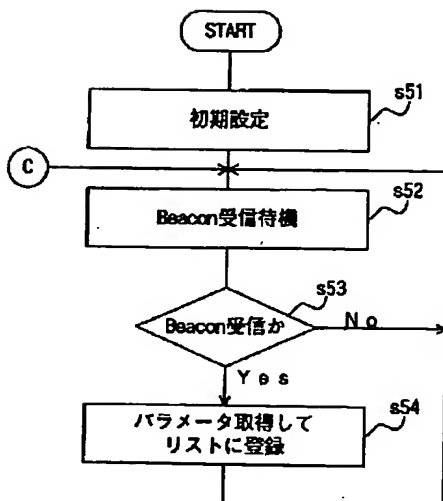 START
s51
初期設定
C
s52
Beacon受信待機
s53
Beacon受信か
No
Yes
s54
パラメータ取得して
リストに登録